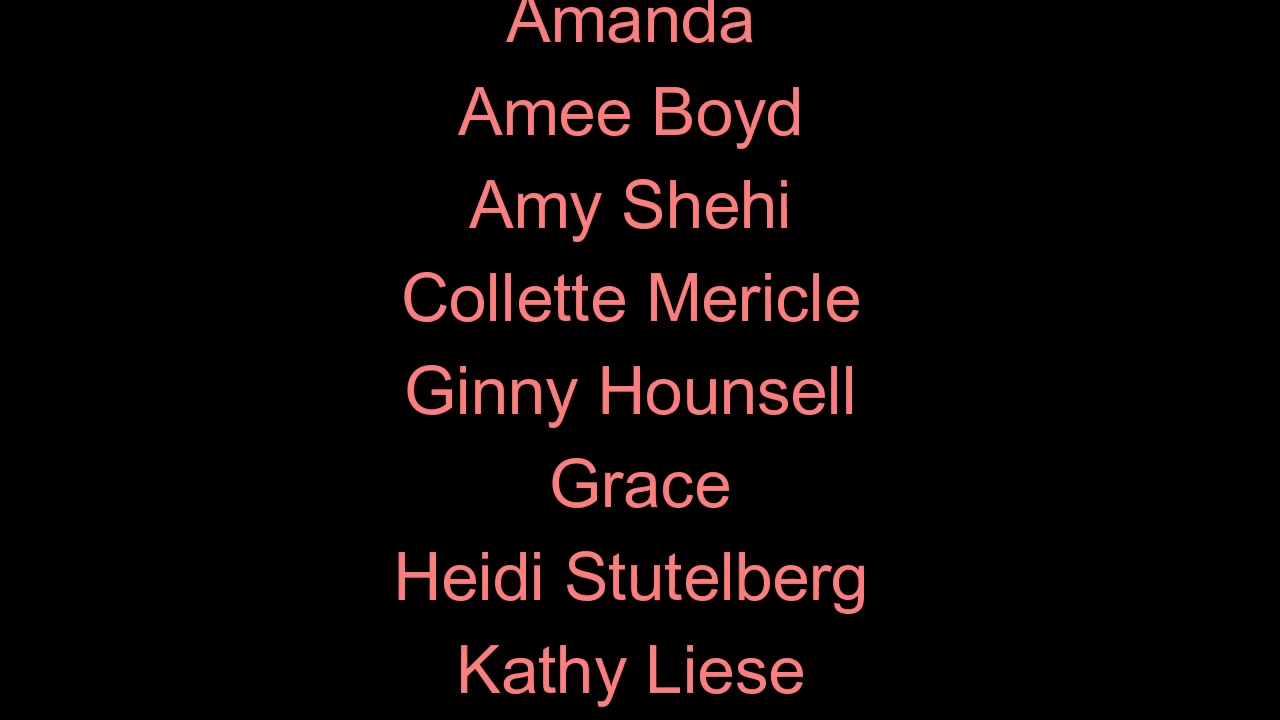 Amanda
Amee Boyd
Amy Shehi
Collette Mericle
Ginny Hounsell
Grace
Heidi Stutelberg
Kathy Liese